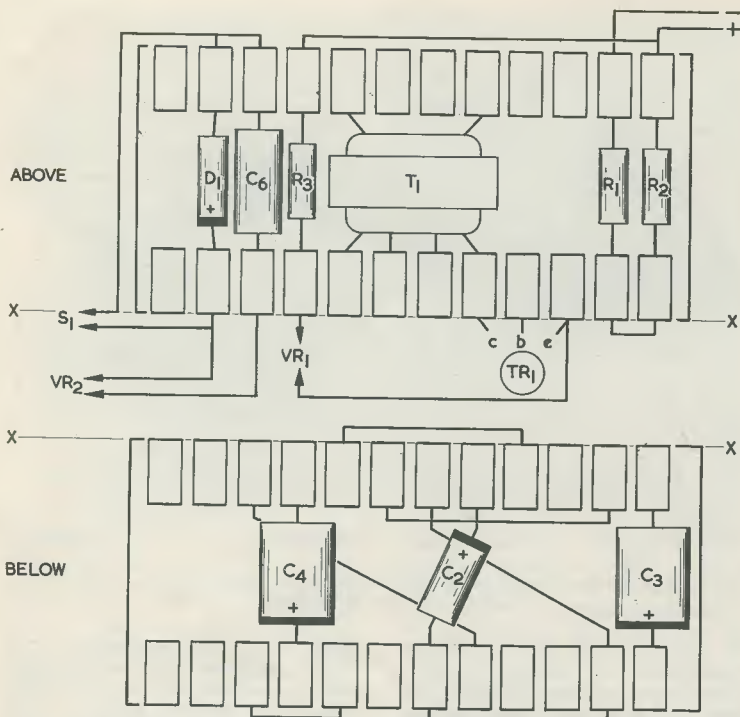 −
+
ABOVE
D1
+
C6
R3
T1
R1
R2
X
X
S1
c b e
VR1
TR1
VR2
X
X
BELOW
C4
+
+
C2
C3
+